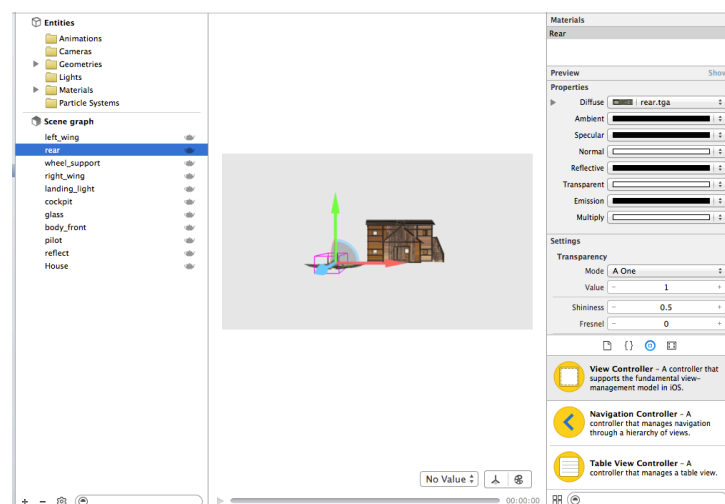 Entities
Animations
Cameras
Geometries
Lights
Materials
Particle Systems
Scene graph
left_wing
rear
wheel_support
right_wing
landing_light
cockpit
glass
body_front
pilot
reflect
House
No Value
00:00:00
Materials
Rear
Preview
Show
Properties
Diffuse rear.tga
Ambient
Specular
Normal
Reflective
Transparent
Emission
Multiply
Settings
Transparency
Mode A One
Value − 1 +
Shininess − 0.5 +
Fresnel − 0 +
{}
View Controller – A controller that
supports the fundamental view-
management model in iOS.
Navigation Controller – A
controller that manages navigation
through a hierarchy of views.
Table View Controller – A
controller that manages a table view.